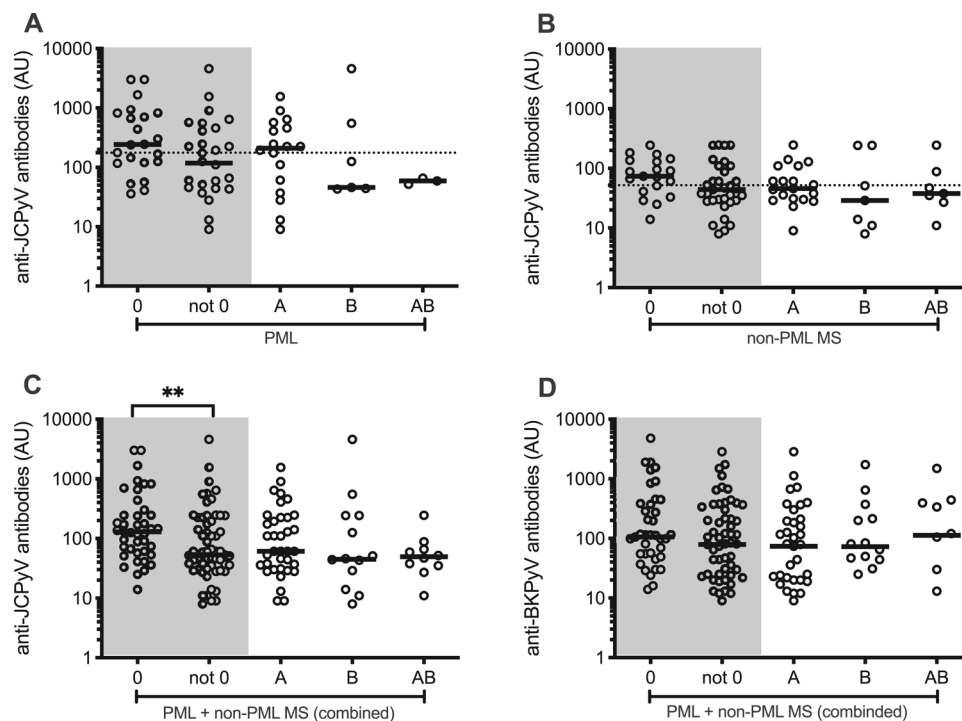 A
anti-JCPyV antibodies (AU)
10000
1000
100
10
1
0 not 0 A B AB
PML
B
anti-JCPyV antibodies (AU)
10000
1000
100
10
1
0 not 0 A B AB
non-PML MS
C
**
anti-JCPyV antibodies (AU)
10000
1000
100
10
1
0 not 0 A B AB
PML + non-PML MS (combined)
D
anti-BKPyV antibodies (AU)
10000
1000
100
10
1
0 not 0 A B AB
PML + non-PML MS (combinded)